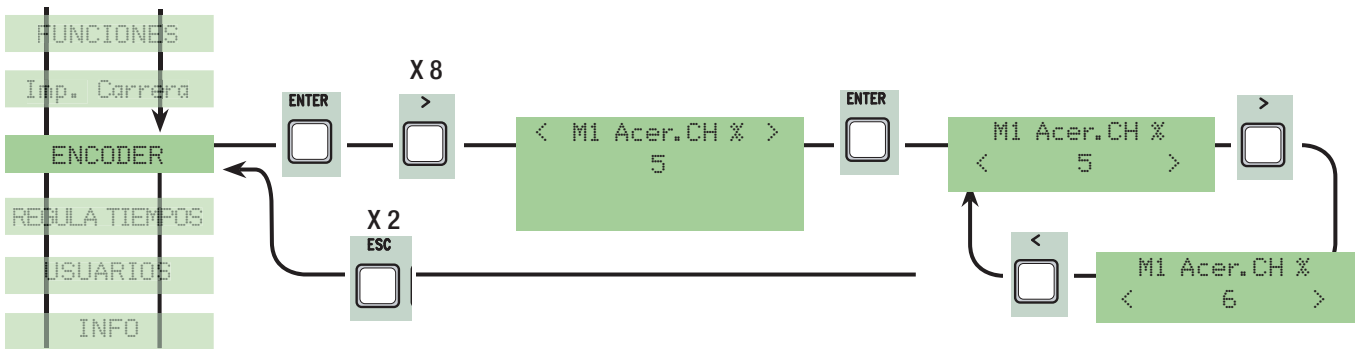 FUNCIONES
Imp. Carrera
ENCODER
REGULA TIEMPOS
USUARIOS
INFO
ENTER
X 8
>
< M1 Acer.CH % >
5
ENTER
M1 Acer.CH %
< 5 >
>
X 2
ESC
<
M1 Acer.CH %
< 6 >